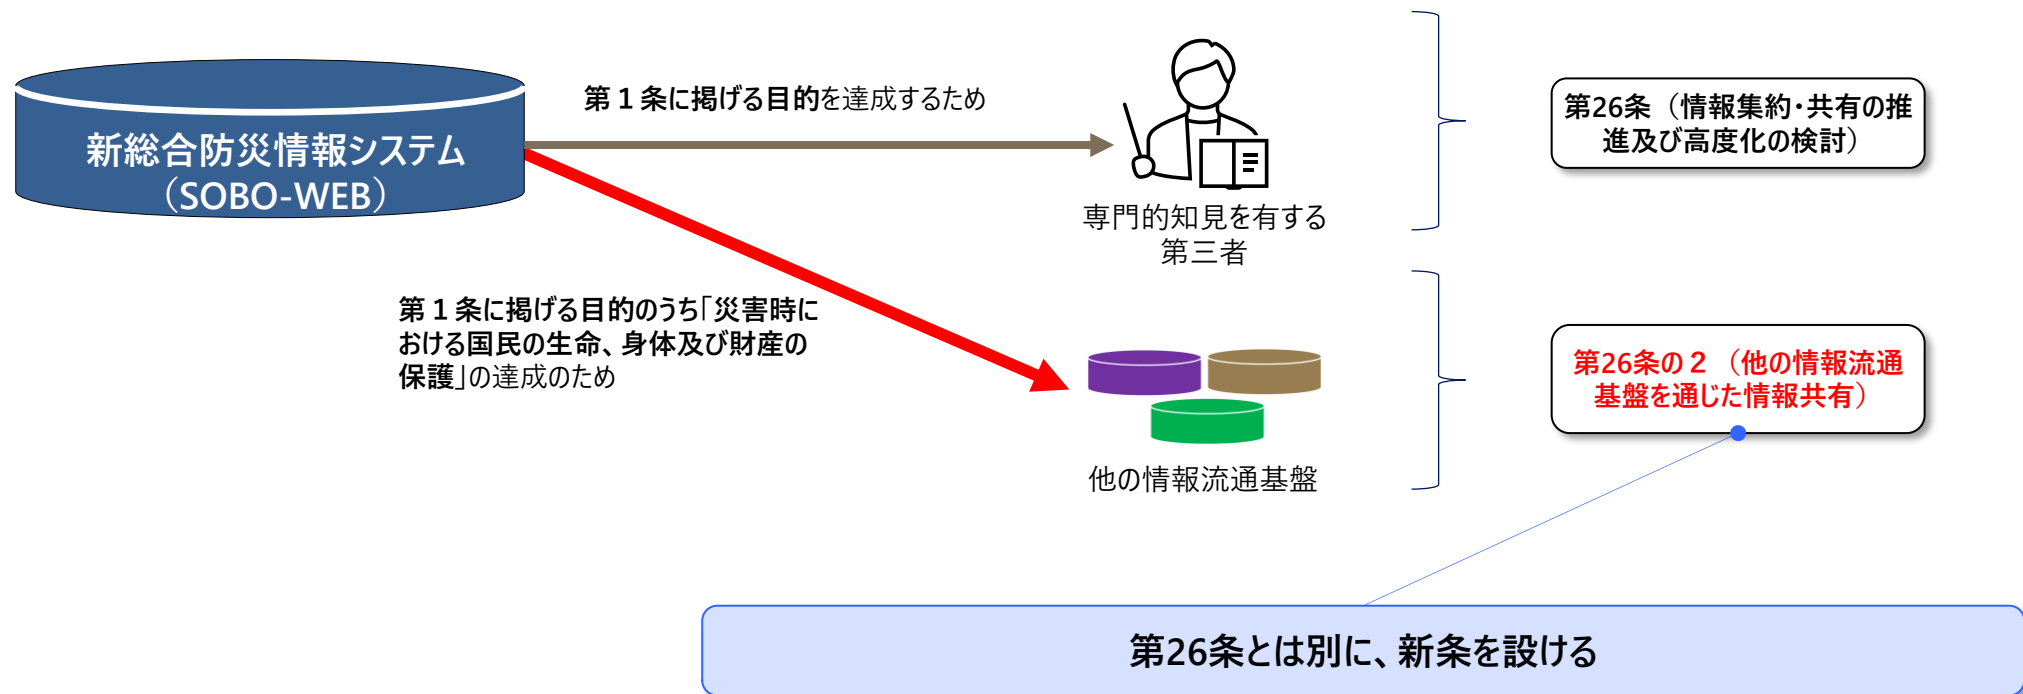 新総合防災情報システム
（SOBO-WEB）
第１条に掲げる目的を達成するため
専門的知見を有する
第三者
第26条（情報集約・共有の推
進及び高度化の検討）
第１条に掲げる目的のうち「災害時に
おける国民の生命、身体及び財産の
保護」の達成のため
他の情報流通基盤
第26条の２（他の情報流通
基盤を通じた情報共有）
第26条とは別に、新条を設ける